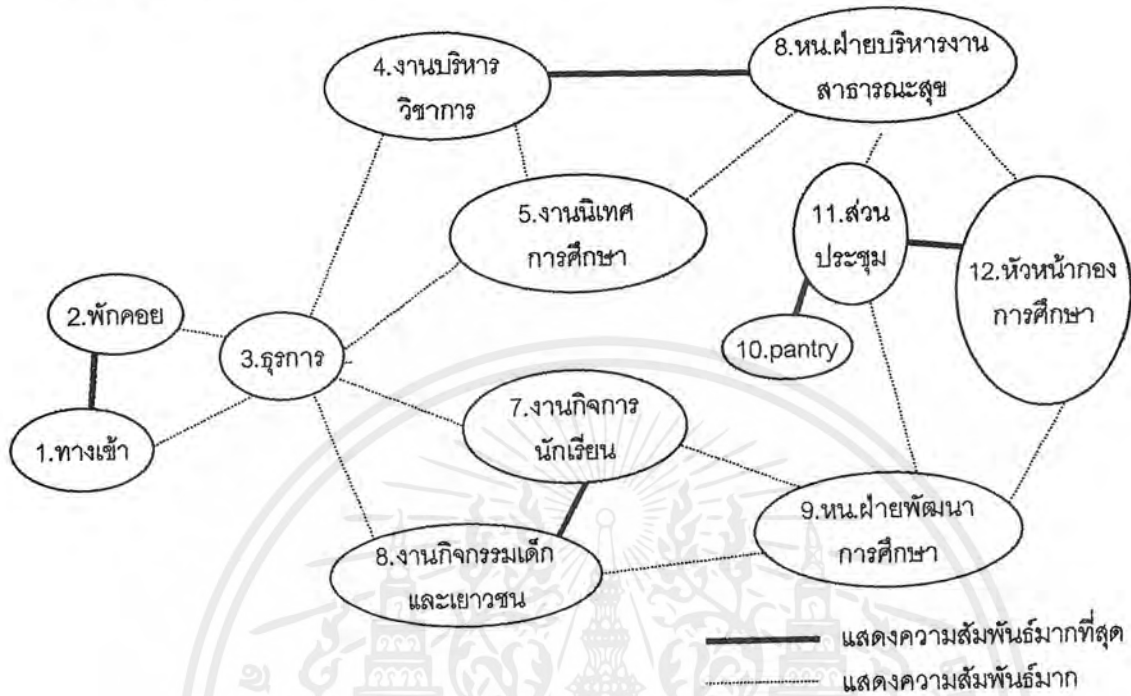 4.งานบริหาร
วิชาการ
8.หน.ฝ่ายบริหารงาน
สาธารณะสุข
5.งานนิเทศ
การศึกษา
11.ส่วน
ประชุม
12.หัวหน้ากอง
การศึกษา
2.พักคอย
3.ธุรการ
10.pantry
1.ทางเข้า
7.งานกิจการ
นักเรียน
9.หน.ฝ่ายพัฒนา
การศึกษา
8.งานกิจกรรมเด็ก
และเยาวชน
แสดงความสัมพันธ์มากที่สุด
แสดงความสัมพันธ์มาก